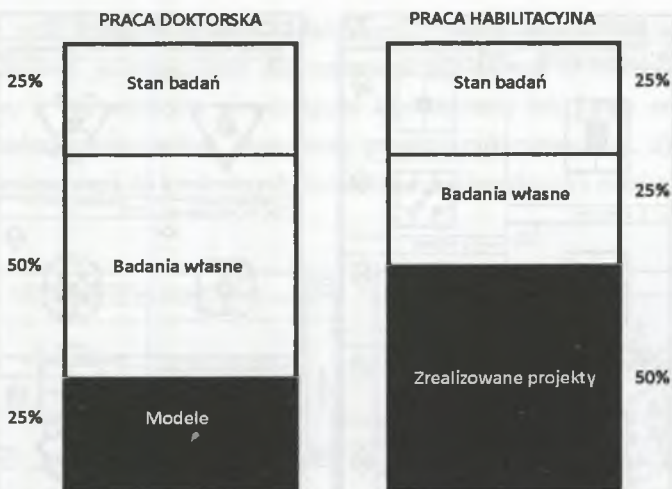 PRACA DOKTORSKA
25% Stan badań
50% Badania własne
25% Modele
PRACA HABILITACYJNA
Stan badań 25%
Badania własne 25%
Zrealizowane projekty 50%